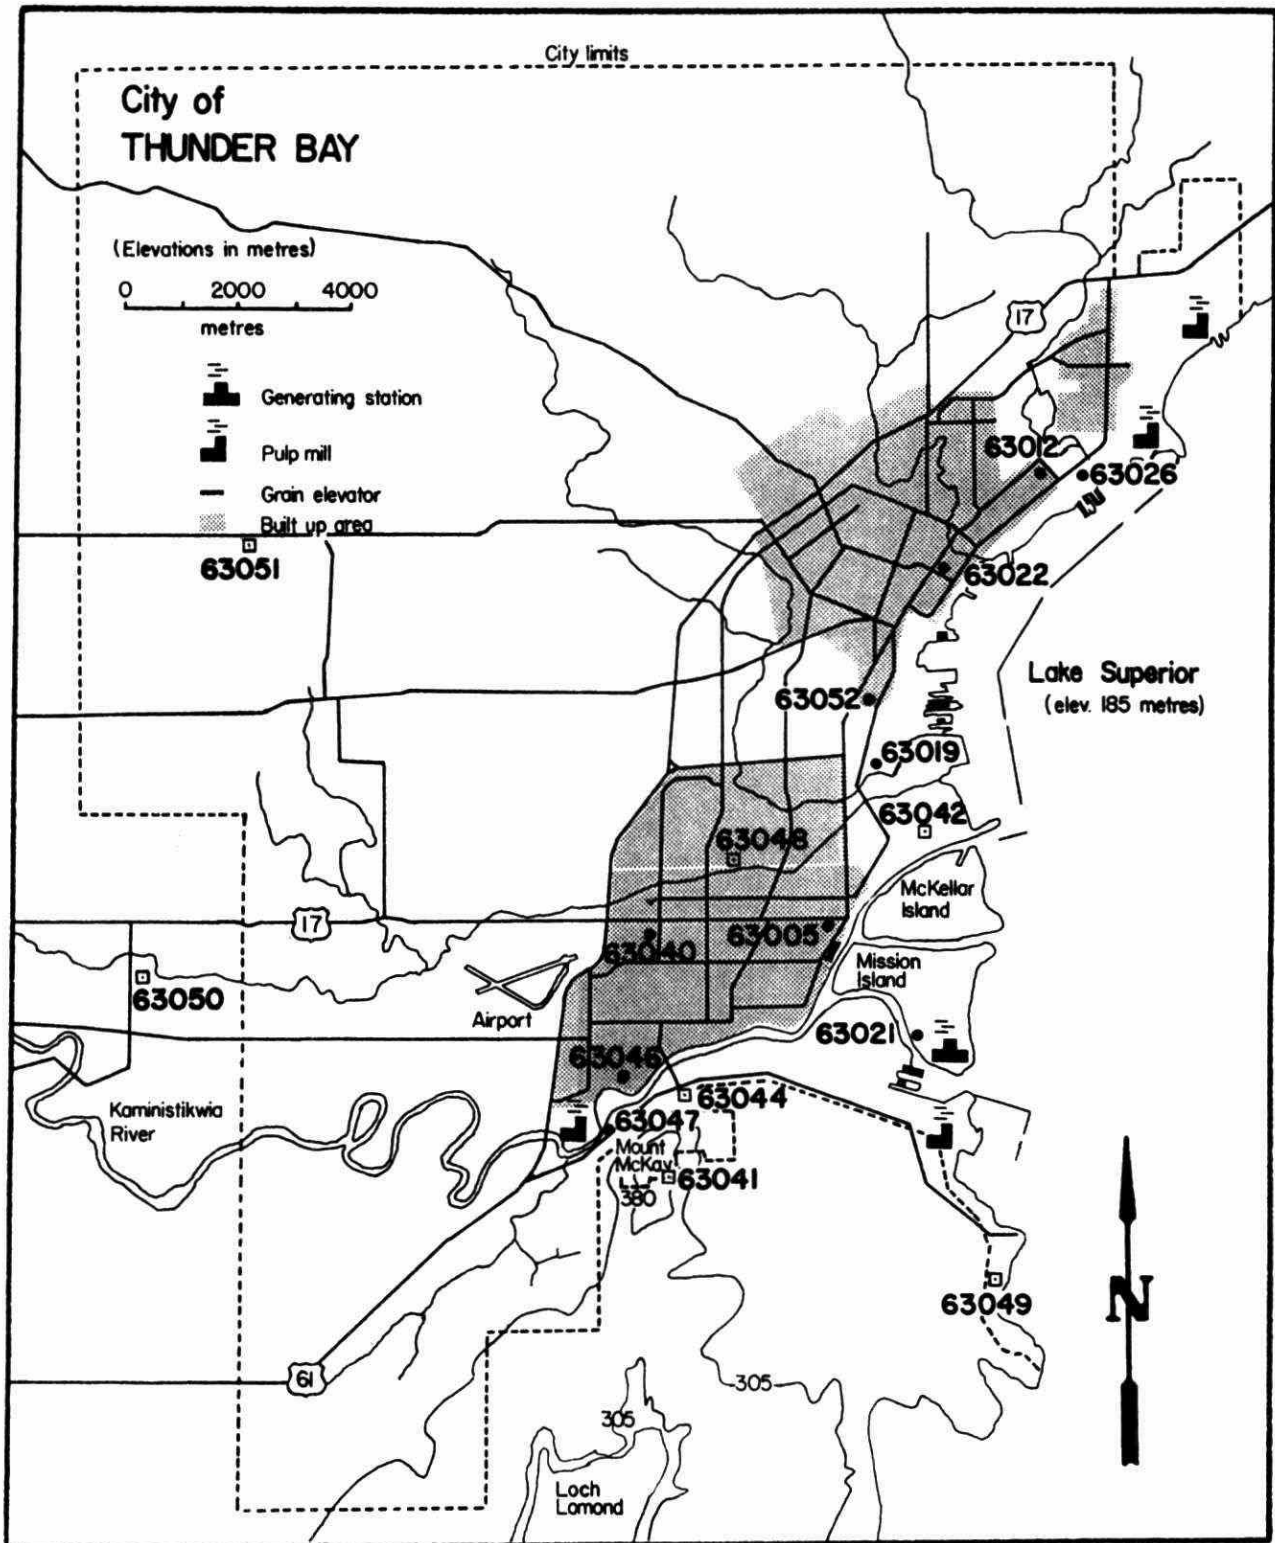 City limits
City of
THUNDER BAY
(Elevations in metres)
0 2000 4000
metres
Generating station
Pulp mill
Grain elevator
Built up area
17
63012
63026
63051
63022
Lake Superior
(elev. 185 metres)
63052
63019
63042
63048
McKellar
Island
17
63005
63040
Mission
Island
63050
Airport
63021
63046
Kaministikwia
River
63044
63047
Mount
McKay
63041
380
63049
N
61
305
305
Loch
Lomond